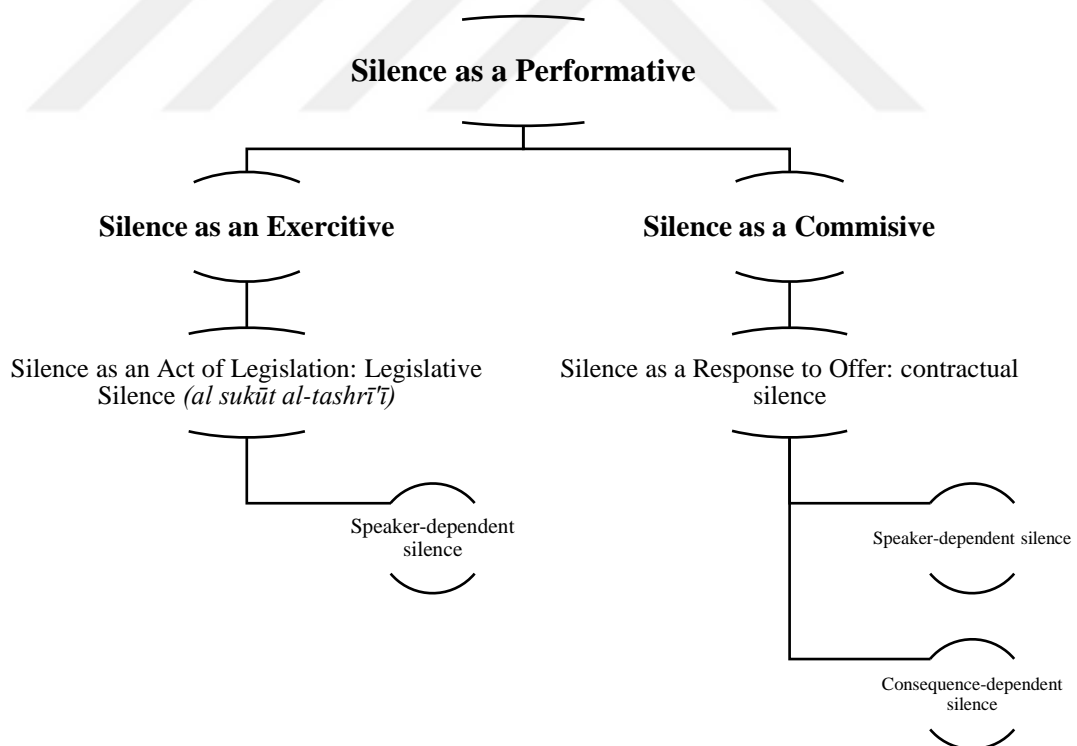 Silence as a Performative
Silence as an Exercitive
Silence as a Commisive
Silence as an Act of Legislation: Legislative
Silence (al sukūt al-tashrī'ī)
Silence as a Response to Offer: contractual
silence
Speaker-dependent
silence
Speaker-dependent silence
Consequence-dependent
silence